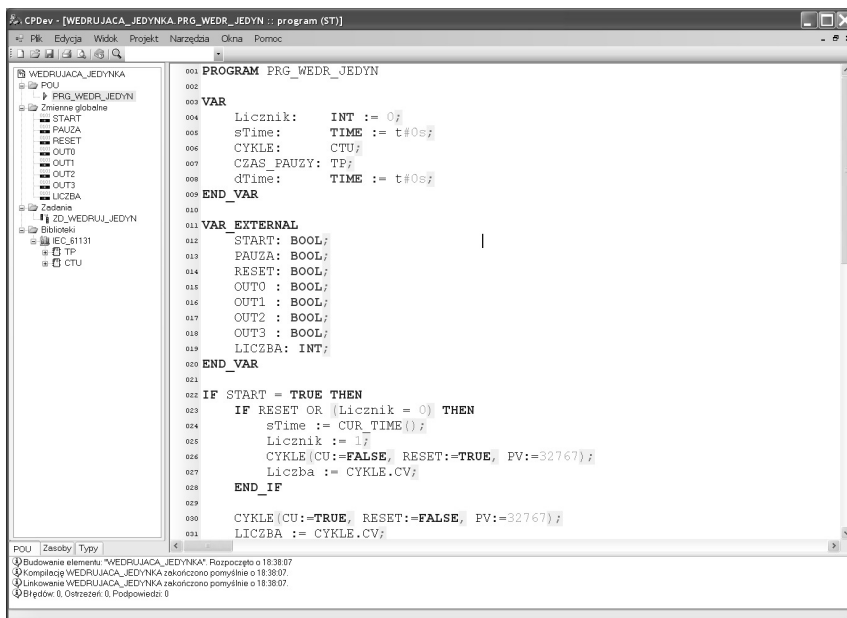 CPDev - [WEDRUJACA_JEDYNKA.PRG_WEDR_JEDYN :: program (ST)]
Plik Edycja Widok Projekt Narzędzia Okna Pomoc
WEDRUJACA_JEDYNKA
POU
PRG_WEDR_JEDYN
Zmienne globalne
START
PAUZA
RESET
OUT0
OUT1
OUT2
OUT3
LICZBA
Zadania
ZD_WEDRUJ_JEDYN
Biblioteki
IEC_61131
TP
CTU
POU Zasoby Typy
001 PROGRAM PRG_WEDR_JEDYN
002
003 VAR
004 Licznik: INT := 0;
005 sTime: TIME := t#0s;
006 CYKLE: CTU;
007 CZAS_PAUZY: TP;
008 dTime: TIME := t#0s;
009 END_VAR
010
011 VAR_EXTERNAL
012 START: BOOL;
013 PAUZA: BOOL;
014 RESET: BOOL;
015 OUT0 : BOOL;
016 OUT1 : BOOL;
017 OUT2 : BOOL;
018 OUT3 : BOOL;
019 LICZBA: INT;
020 END_VAR
021
022 IF START = TRUE THEN
023 IF RESET OR (Licznik = 0) THEN
024 sTime := CUR_TIME();
025 Licznik := 1;
026 CYKLE(CU:=FALSE, RESET:=TRUE, PV:=32767);
027 Liczba := CYKLE.CV;
028 END_IF
029
030 CYKLE(CU:=TRUE, RESET:=FALSE, PV:=32767);
031 LICZBA := CYKLE.CV;
Budowanie elementu: "WEDRUJACA_JEDYNKA". Rozpoczęto o 18:38:07
Kompilację WEDRUJACA_JEDYNKA zakończono pomyślnie o 18:38:07.
Linkowanie WEDRUJACA_JEDYNKA zakończono pomyślnie o 18:38:07.
Błędów: 0, Ostrzeżeń: 0, Podpowiedzi: 0